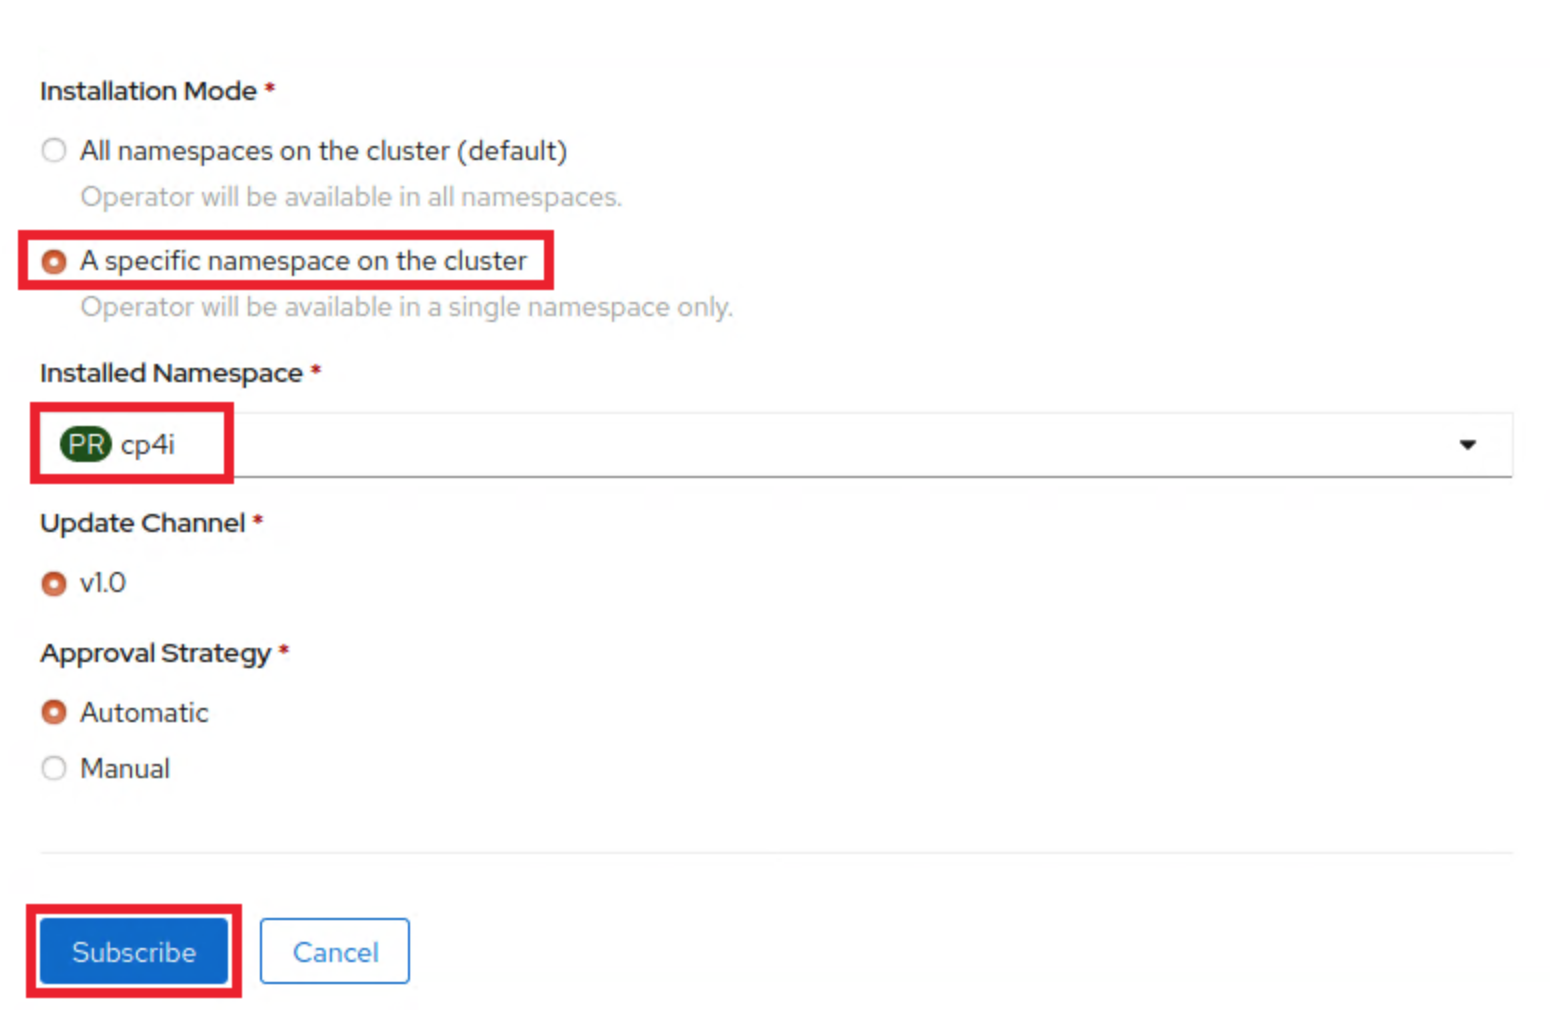 Installation Mode *
All namespaces on the cluster (default)
Operator will be available in all namespaces.
A specific namespace on the cluster
Operator will be available in a single namespace only.
Installed Namespace *
PR cp4i
Update Channel *
v1.0
Approval Strategy *
Automatic
Manual
Subscribe Cancel